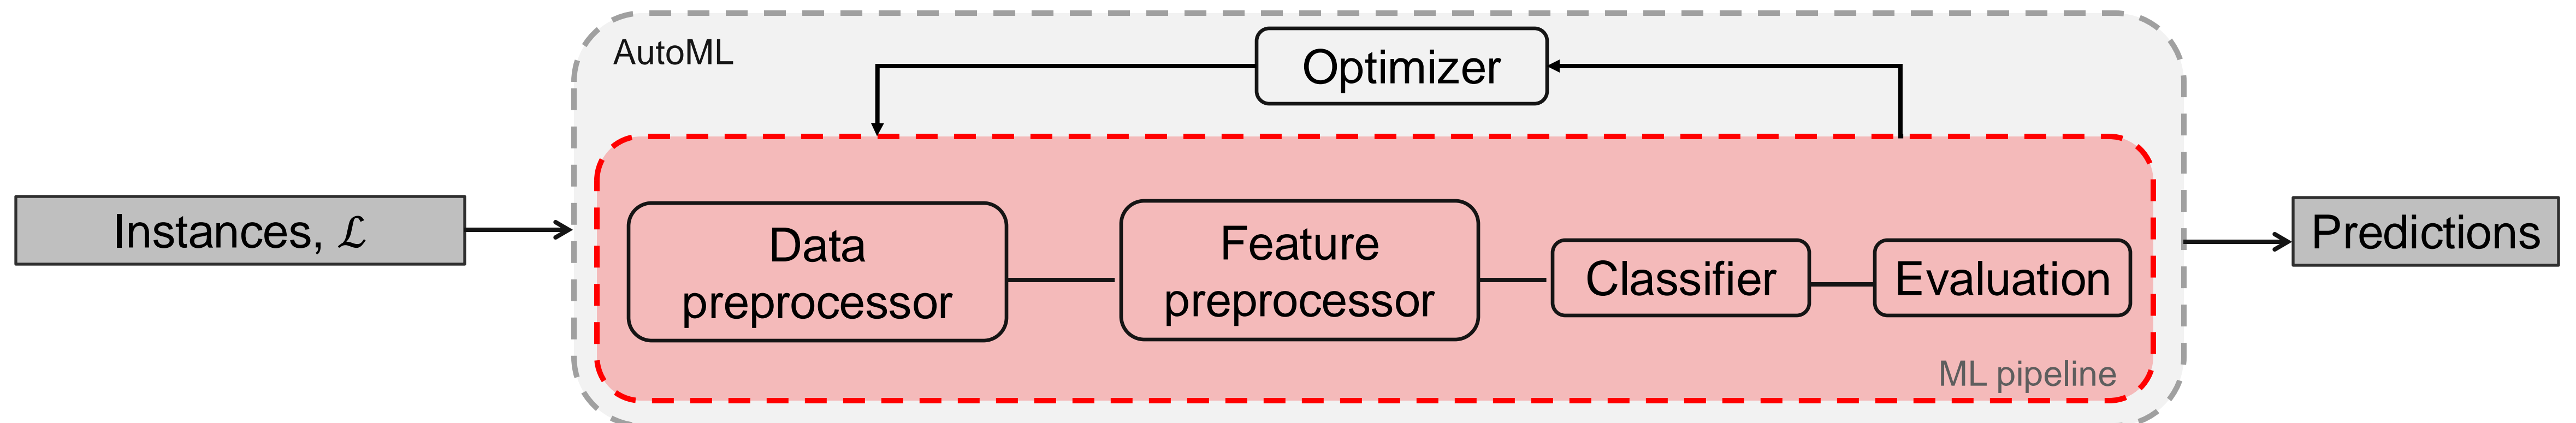 AutoML
Optimizer
Instances, ℒ
Data
preprocessor
Feature
preprocessor
Classifier
Evaluation
ML pipeline
Predictions